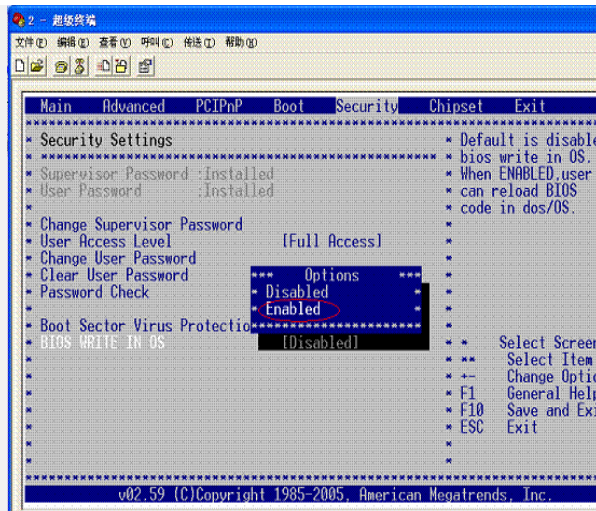 2 - 超级终端
文件(F) 编辑(E) 查看(V) 呼叫(C) 传送(T) 帮助(H)
Main Advanced PCIPnP Boot Security Chipset Exit
Security Settings
Supervisor Password :Installed
User Password :Installed
Change Supervisor Password
User Access Level [Full Access]
Change User Password
Clear User Password
Password Check
Boot Sector Virus Protectio
BIOS WRITE IN OS [Disabled]
*** Options ***
Disabled
Enabled
* Default is disable
* bios write in OS.
* When ENABLED,user
* can reload BIOS
* code in dos/OS.
* * Select Screen
* ** Select Item
* +- Change Optio
* F1 General Help
* F10 Save and Exi
* ESC Exit
v02.59 (C)Copyright 1985-2005, American Megatrends, Inc.